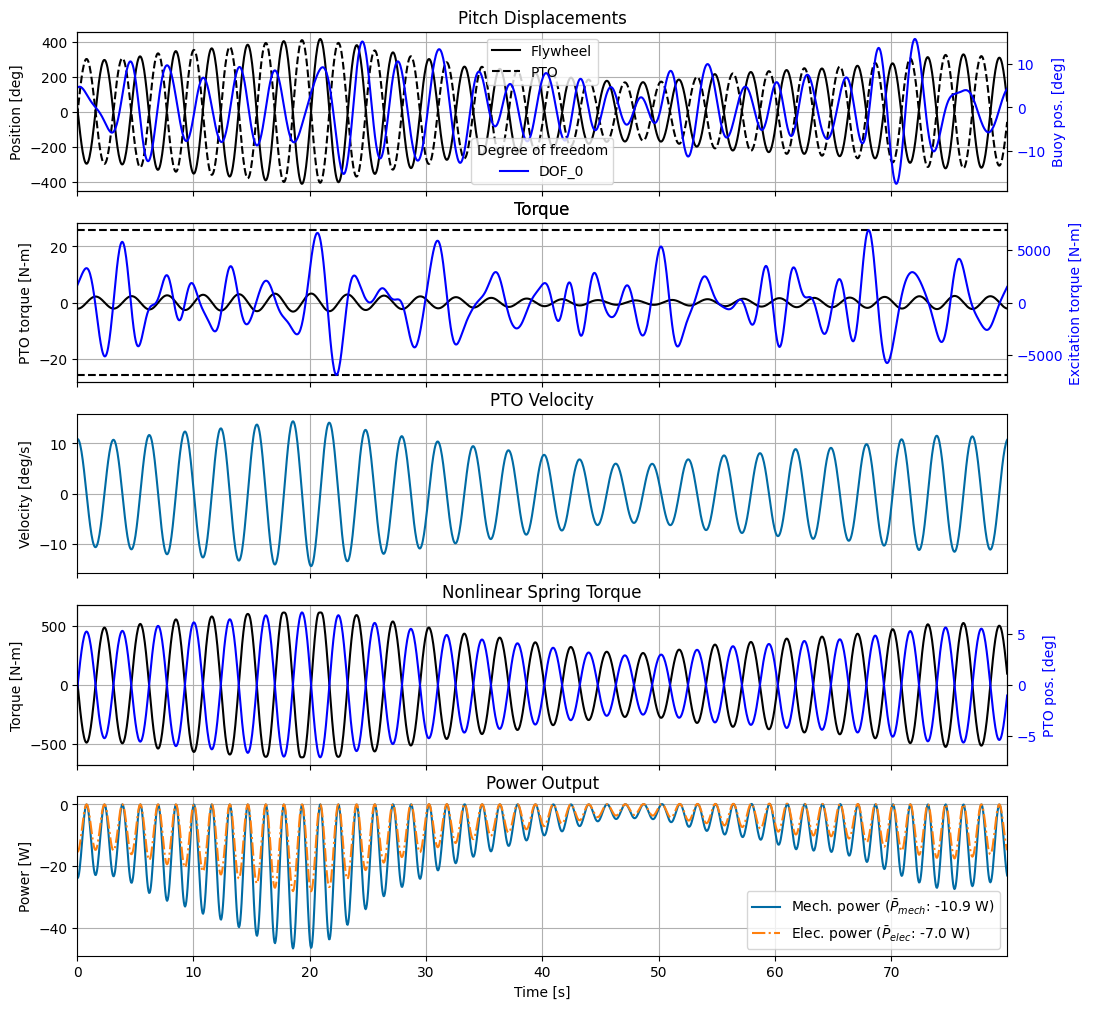 Pitch Displacements
Position [deg]
400
200
0
−200
−400
Flywheel
PTO
Degree of freedom
DOF_0
10
0
−10
Buoy pos. [deg]
Torque
PTO torque [N-m]
20
0
−20
5000
0
−5000
Excitation torque [N-m]
PTO Velocity
Velocity [deg/s]
10
0
−10
Nonlinear Spring Torque
Torque [N-m]
500
0
−500
5
0
−5
PTO pos. [deg]
Power Output
Power [W]
0
−20
−40
Mech. power (P̄mech: -10.9 W)
Elec. power (P̄elec: -7.0 W)
0 10 20 30 40 50 60 70
Time [s]